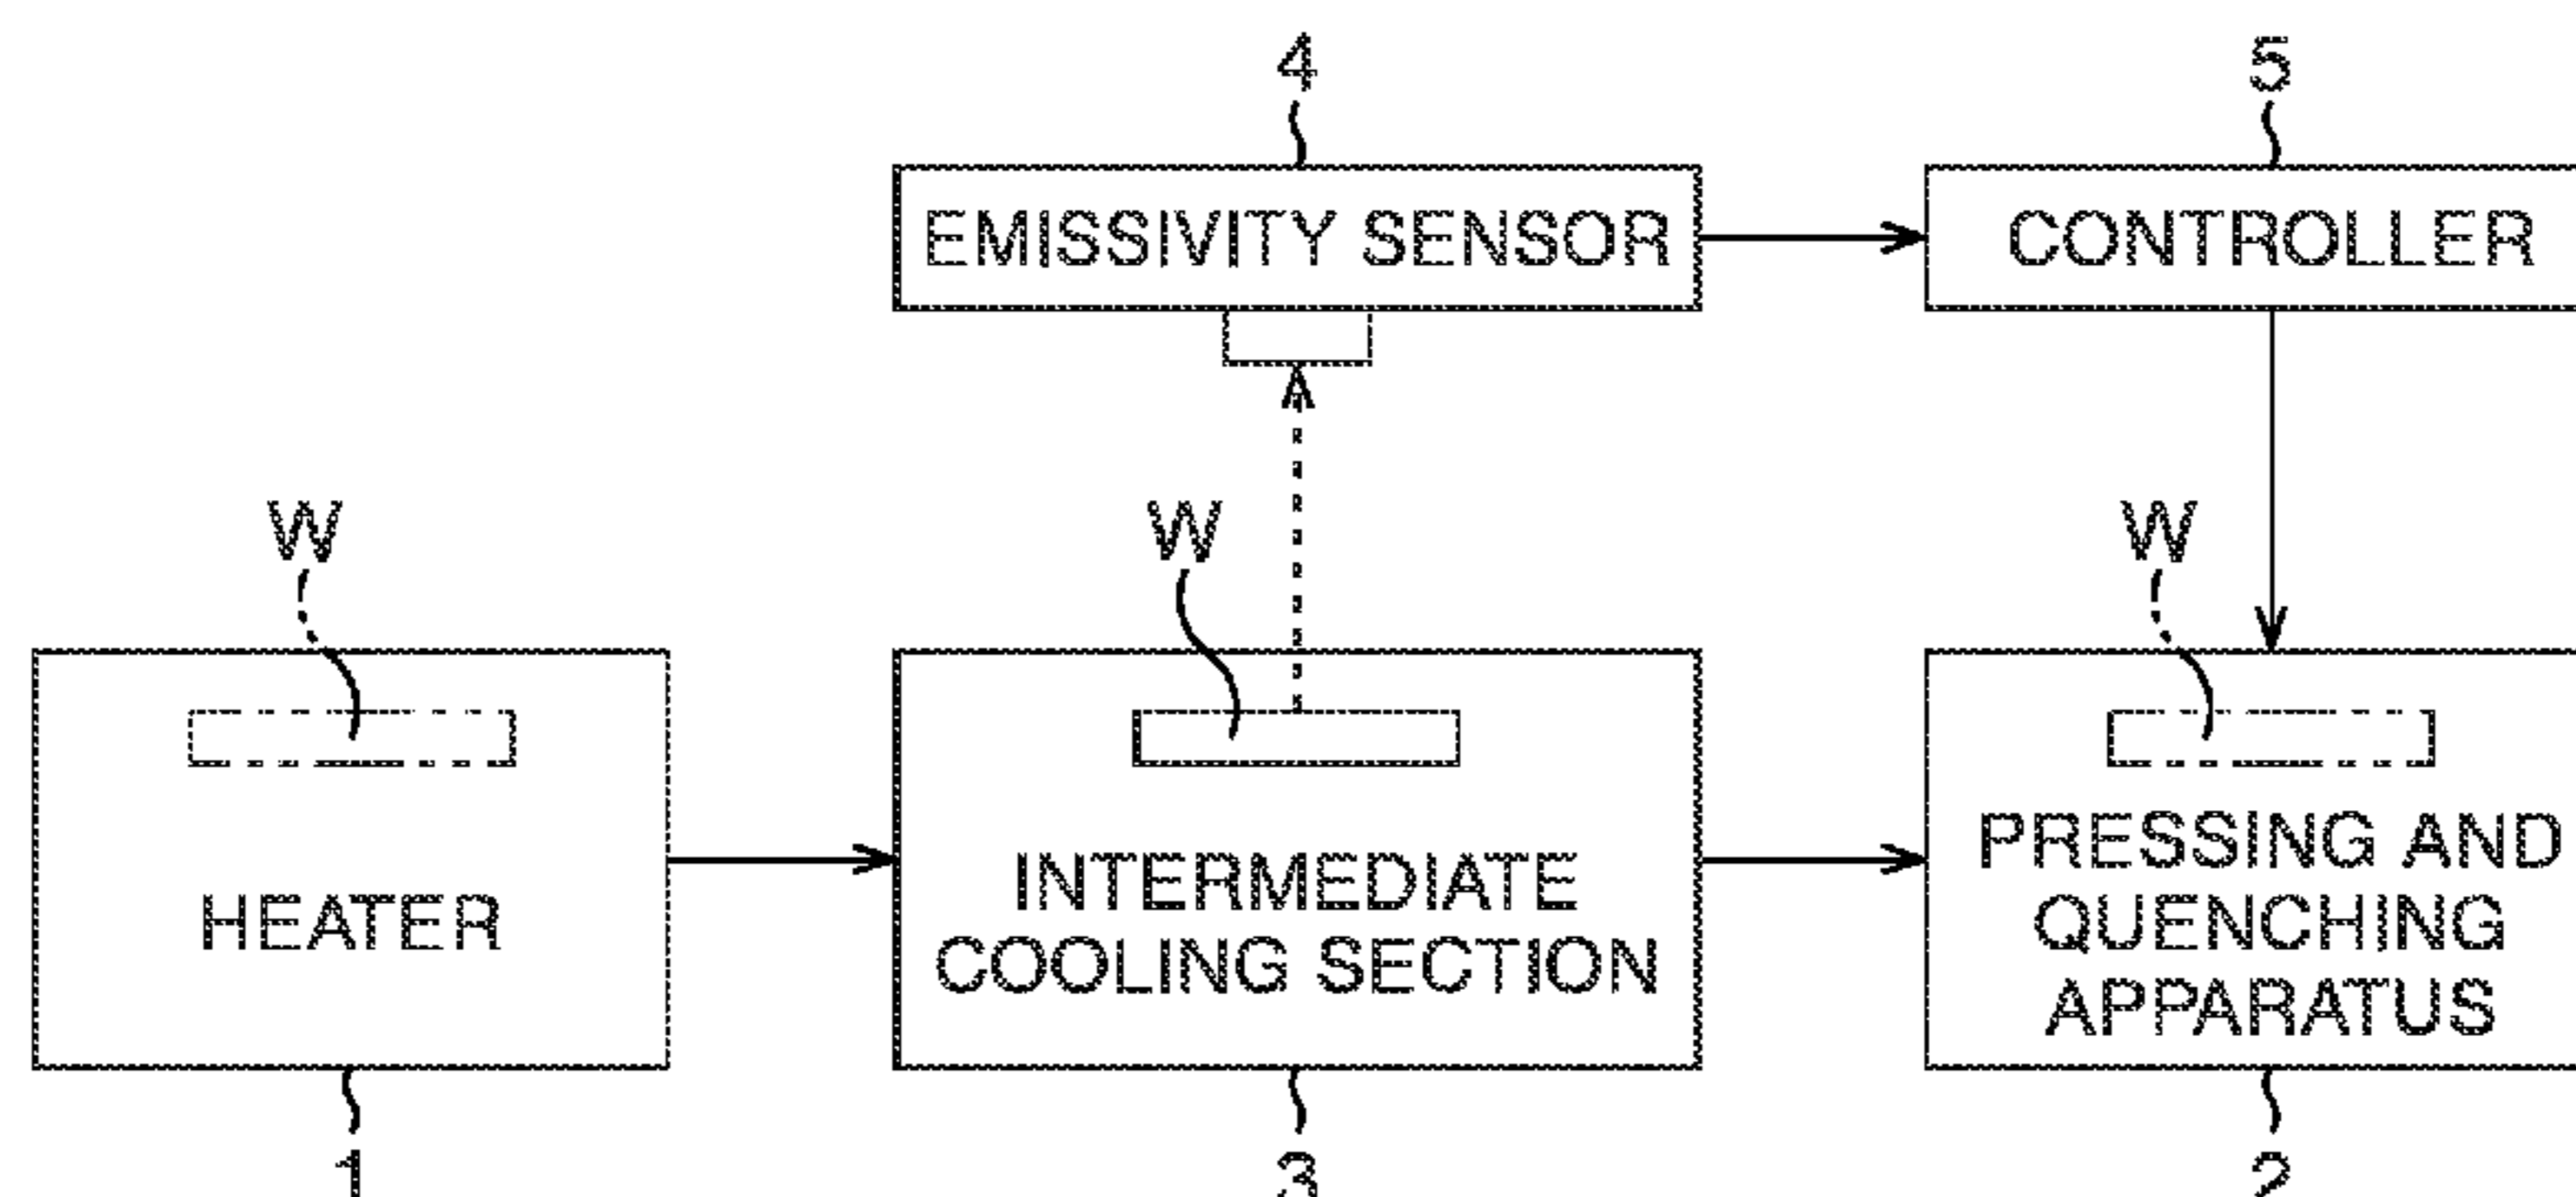 4
5
EMISSIVITY SENSOR
CONTROLLER
W
W
W
HEATER
INTERMEDIATE
COOLING SECTION
PRESSING AND
QUENCHING
APPARATUS
1
3
2